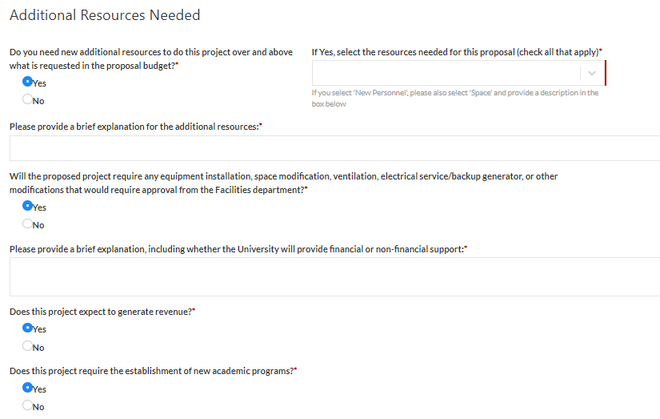 Additional Resources Needed
Do you need new additional resources to do this project over and above
what is requested in the proposal budget?*
Yes
No
If Yes, select the resources needed for this proposal (check all that apply)*
If you select 'New Personnel', please also select 'Space' and provide a description in the
box below
Please provide a brief explanation for the additional resources:*
Will the proposed project require any equipment installation, space modification, ventilation, electrical service/backup generator, or other
modifications that would require approval from the Facilities department?*
Yes
No
Please provide a brief explanation, including whether the University will provide financial or non-financial support:*
Does this project expect to generate revenue?*
Yes
No
Does this project require the establishment of new academic programs?*
Yes
No